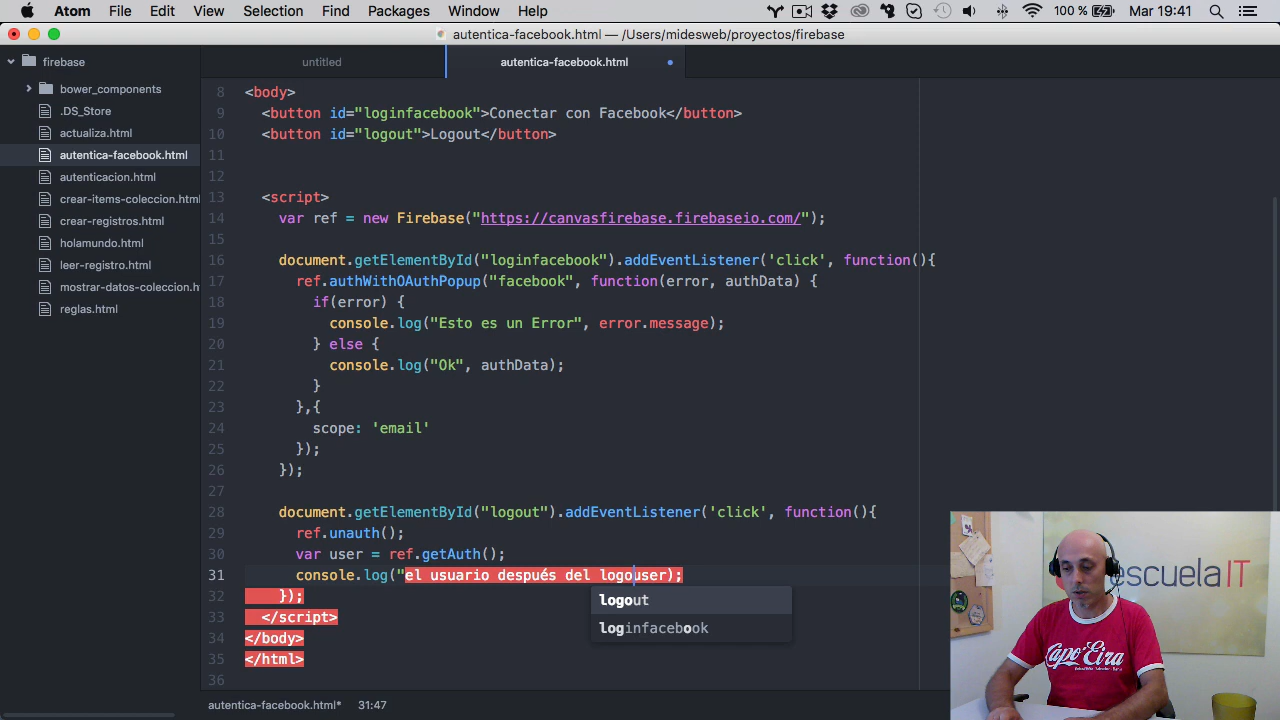 Atom File Edit View Selection Find Packages Window Help 100 % Mar 19:41
autentica-facebook.html — /Users/midesweb/proyectos/firebase
firebase
untitled
autentica-facebook.html
bower_components
.DS_Store
actualiza.html
autentica-facebook.html
autenticacion.html
crear-items-coleccion.html
crear-registros.html
holamundo.html
leer-registro.html
mostrar-datos-coleccion.h
reglas.html
8 <body>
9 <button id="loginfacebook">Conectar con Facebook</button>
10 <button id="logout">Logout</button>
11
12
13 <script>
14 var ref = new Firebase("https://canvasfirebase.firebaseio.com/");
15
16 document.getElementById("loginfacebook").addEventListener('click', function(){
17 ref.authWithOAuthPopup("facebook", function(error, authData) {
18 if(error) {
19 console.log("Esto es un Error", error.message);
20 } else {
21 console.log("Ok", authData);
22 }
23 },{
24 scope: 'email'
25 });
26 });
27
28 document.getElementById("logout").addEventListener('click', function(){
29 ref.unauth();
30 var user = ref.getAuth();
31 console.log("el usuario después del logouser);
32 });
33 </script>
34 </body>
35 </html>
36
logout
loginfacebook
autentica-facebook.html* 31:47
escuelaIT
Capo Eira